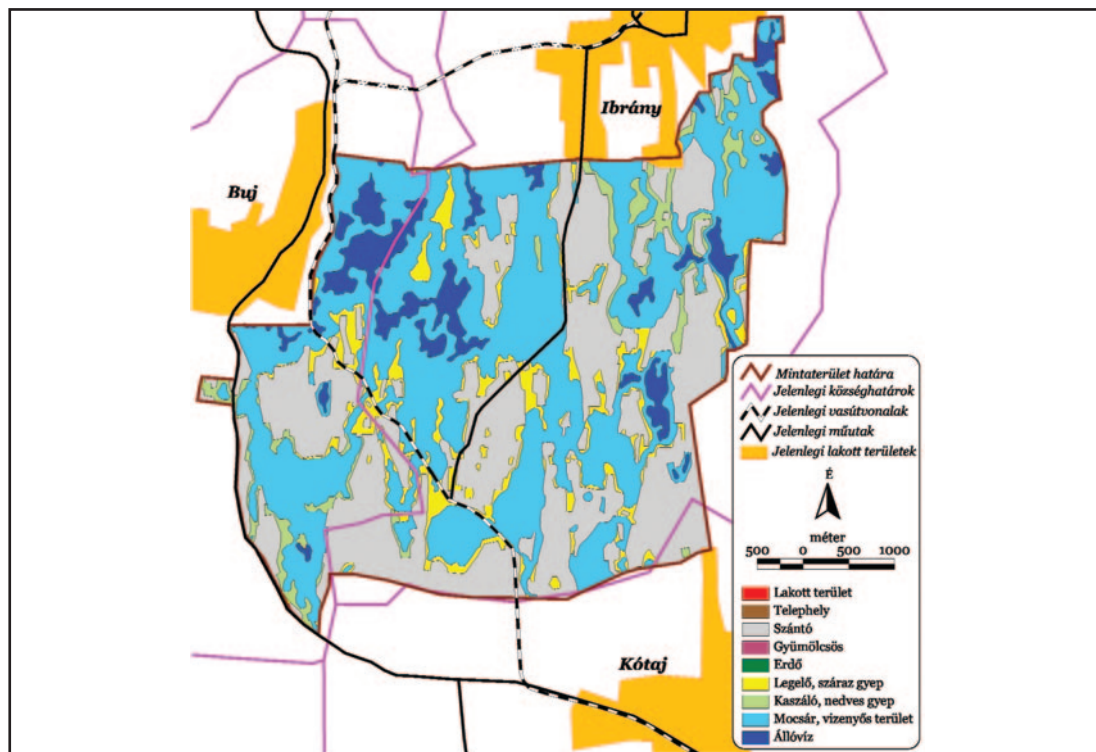 Ibrány
Buj
Kótaj
Mintaterület határa
Jelenlegi községhatárok
Jelenlegi vasútvonalak
Jelenlegi műutak
Jelenlegi lakott területek
É
méter
500 0 500 1000
Lakott terület
Telephely
Szántó
Gyümölcsös
Erdő
Legelő, száraz gyep
Kaszáló, nedves gyep
Mocsár, vizenyős terület
Állóvíz